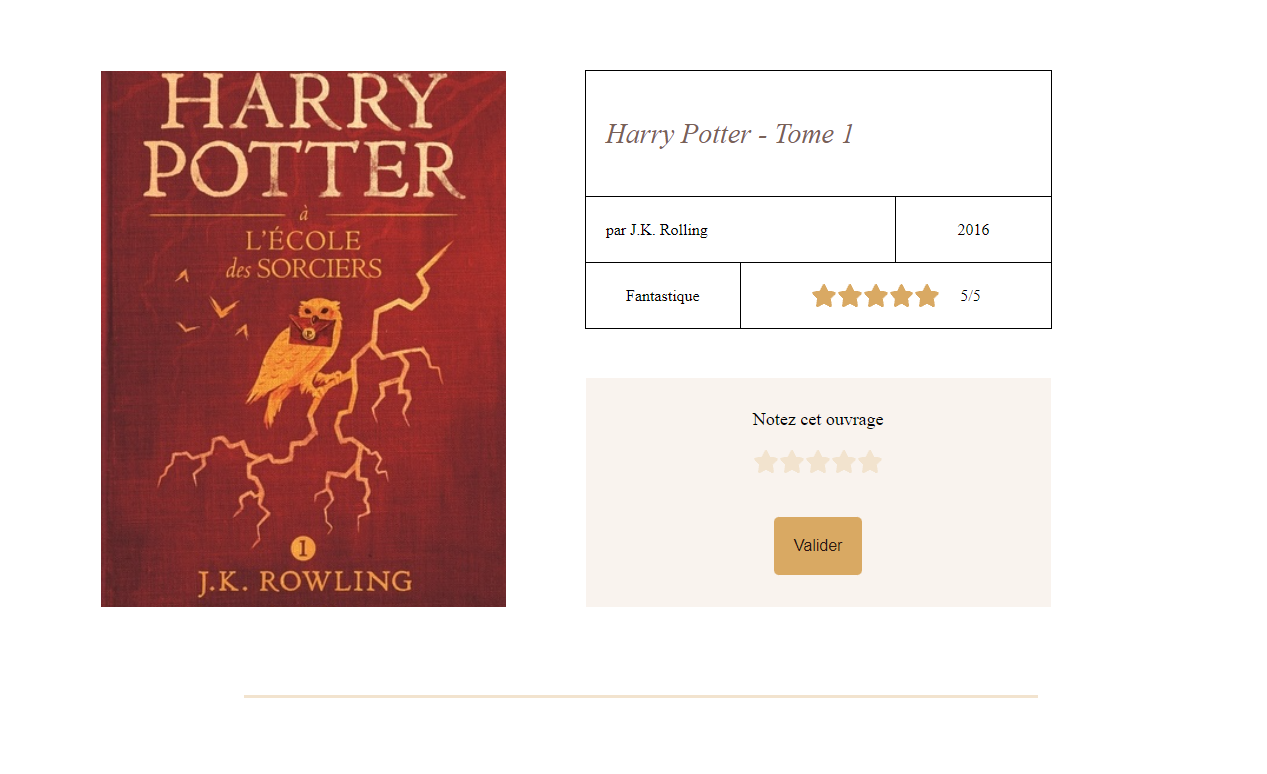 HARRY
POTTER
à
L'ÉCOLE
des SORCIERS
1
J.K. ROWLING
Harry Potter - Tome 1
par J.K. Rolling
2016
Fantastique
5/5
Notez cet ouvrage
Valider